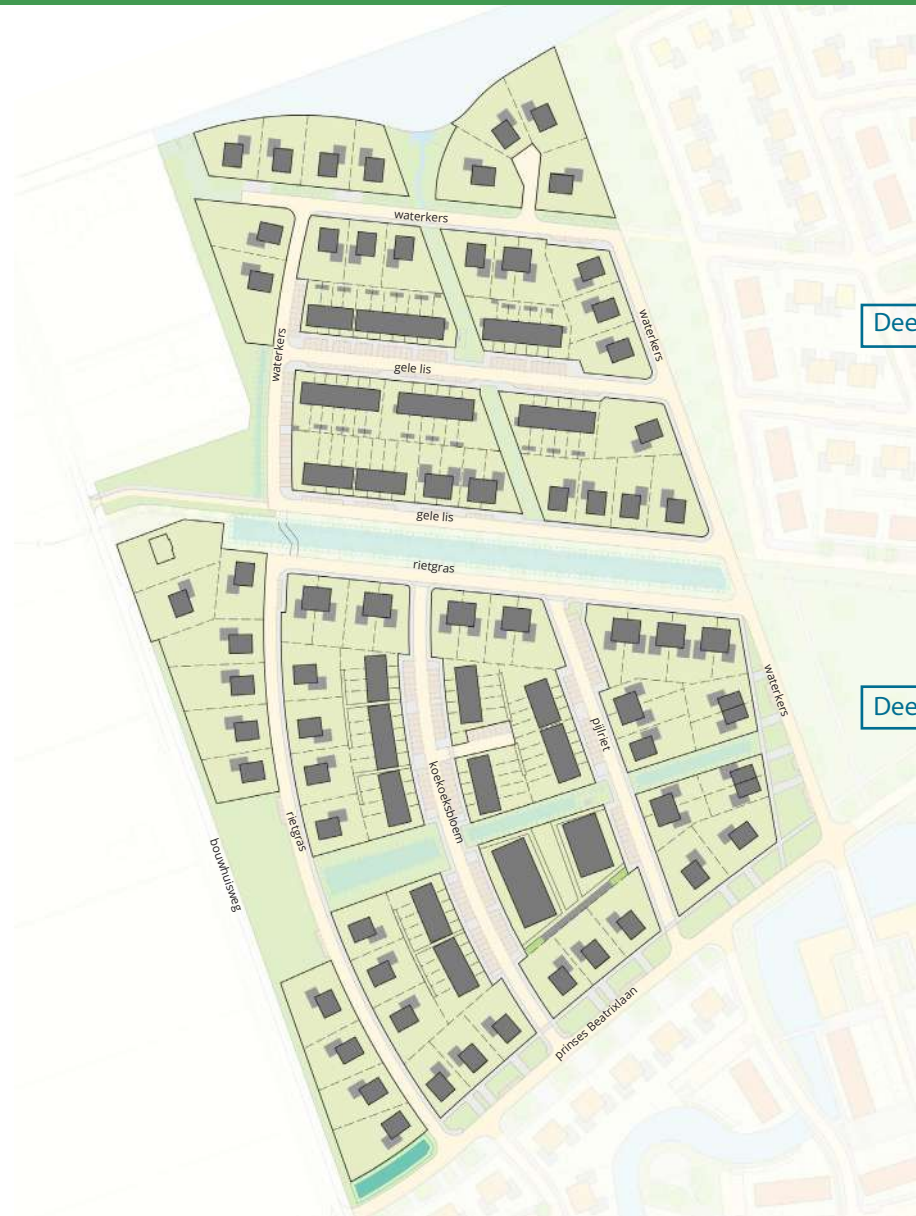 waterkers
waterkers
waterkers
Dee
gele lis
gele lis
rietgras
waterkers
Dee
pijlriet
koekoeksbloem
rietgras
bouwhuisweg
prinses Beatrixlaan